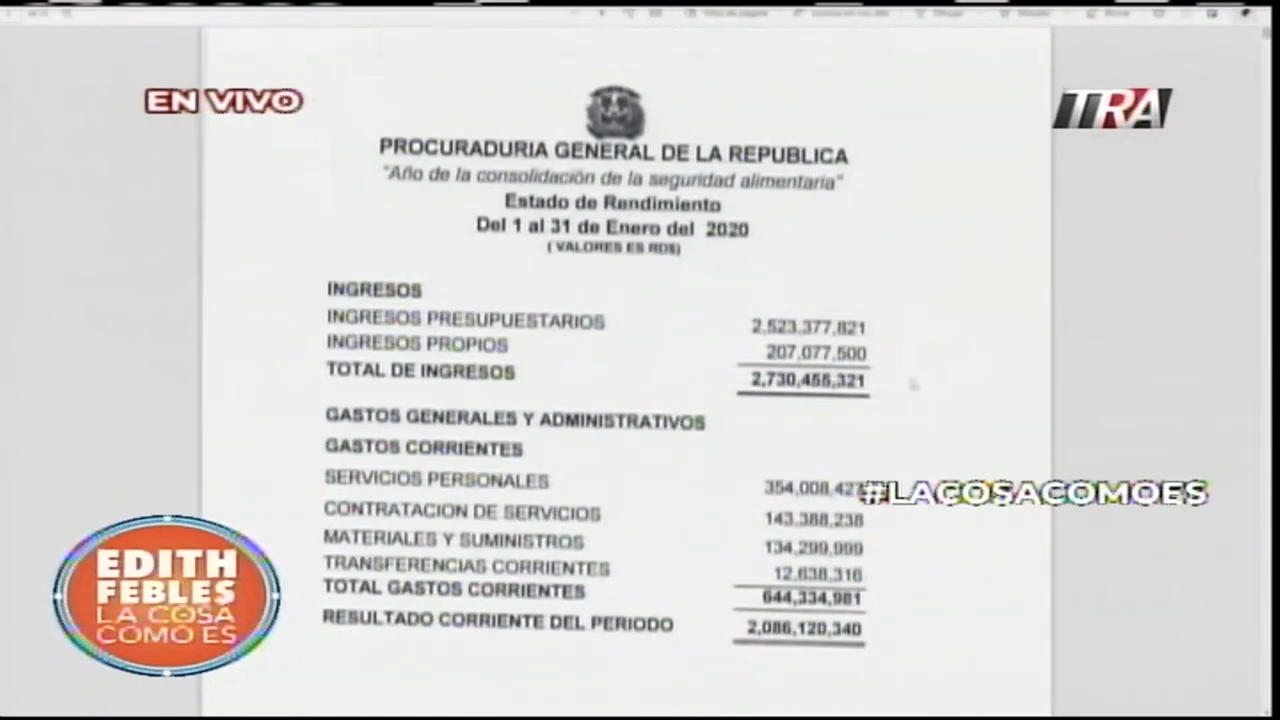 EN VIVO
TRA
PROCURADURIA GENERAL DE LA REPUBLICA
"Año de la consolidación de la seguridad alimentaria"
Estado de Rendimiento
Del 1 al 31 de Enero del 2020
( VALORES ES RD$)
INGRESOS
INGRESOS PRESUPUESTARIOS 2,523,377,821
INGRESOS PROPIOS 207,077,500
TOTAL DE INGRESOS 2,730,455,321
GASTOS GENERALES Y ADMINISTRATIVOS
GASTOS CORRIENTES
SERVICIOS PERSONALES 354,008,427
#LACOSACOMOES
CONTRATACION DE SERVICIOS 143,388,238
MATERIALES Y SUMINISTROS 134,299,999
TRANSFERENCIAS CORRIENTES 12,638,316
TOTAL GASTOS CORRIENTES 644,334,981
RESULTADO CORRIENTE DEL PERIODO 2,086,120,340
EDITH
FEBLES
LA COSA
COMO ES